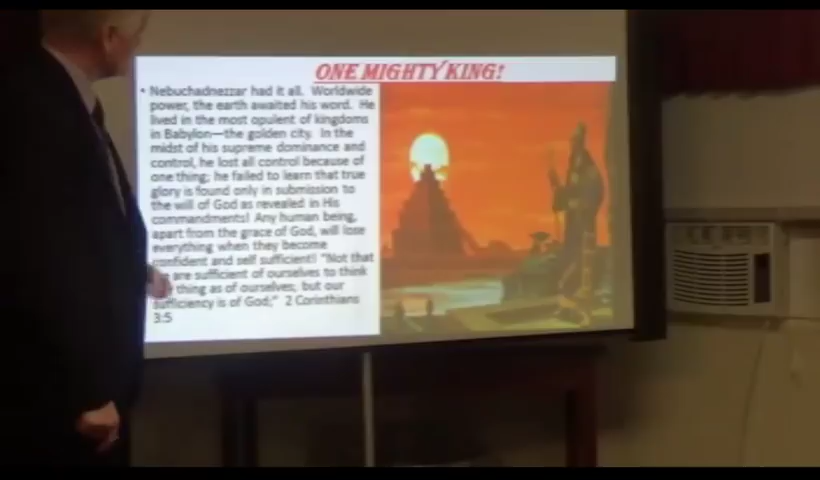 ONE MIGHTY KING!
• Nebuchadnezzar had it all. Worldwide
power, the earth awaited his word. He
lived in the most opulent of kingdoms
in Babylon—the golden city. In the
midst of his supreme dominance and
control, he lost all control because of
one thing; he failed to learn that true
glory is found only in submission to
the will of God as revealed in His
commandments! Any human being,
apart from the grace of God, will lose
everything when they become
confident and self sufficient! "Not that
are sufficient of ourselves to think
thing as of ourselves, but our
sufficiency is of God;" 2 Corinthians
3:5